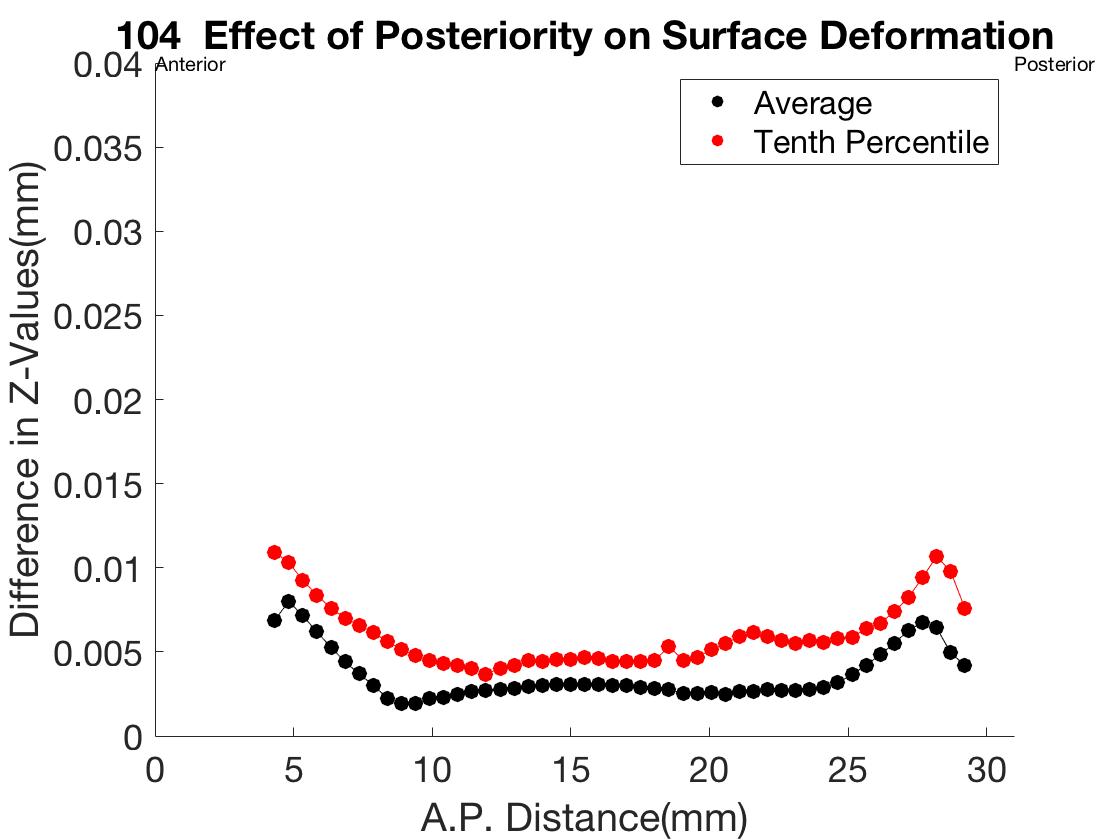 104  Effect of Posteriority on Surface Deformation
Anterior
Posterior
Average
Tenth Percentile
Difference in Z-Values(mm)
0.04
0.035
0.03
0.025
0.02
0.015
0.01
0.005
0
0 5 10 15 20 25 30
A.P. Distance(mm)